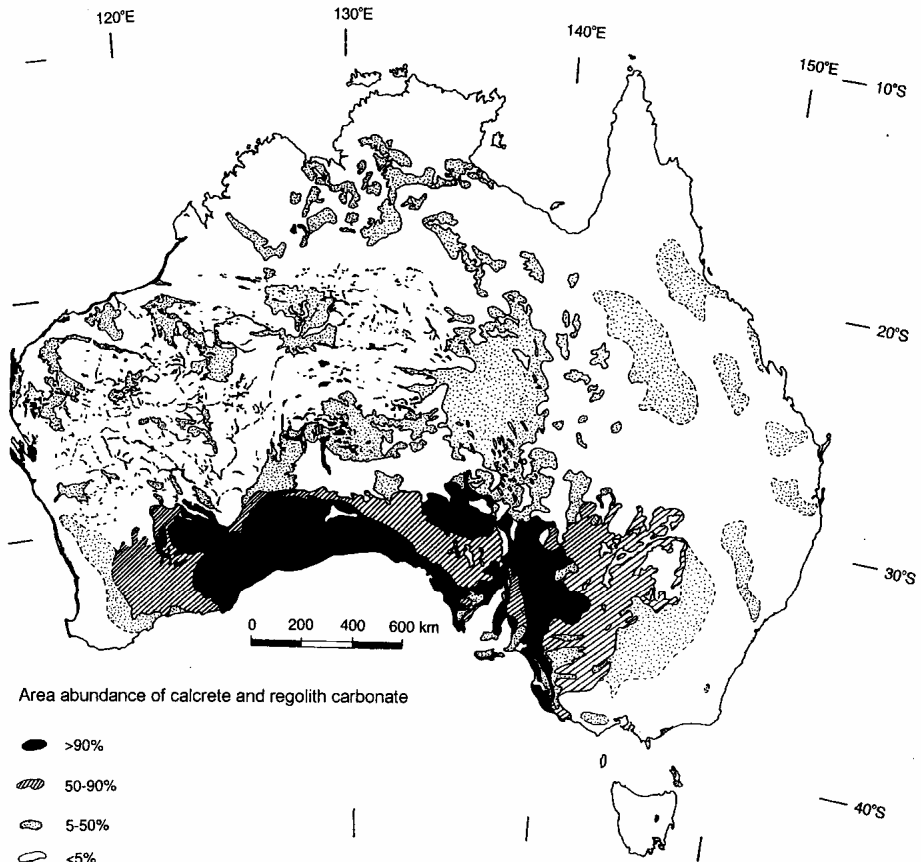 120°E
130°E
140°E
150°E
10°S
20°S
30°S
0 200 400 600 km
Area abundance of calcrete and regolith carbonate
>90%
50-90%
5-50%
<5%
40°S